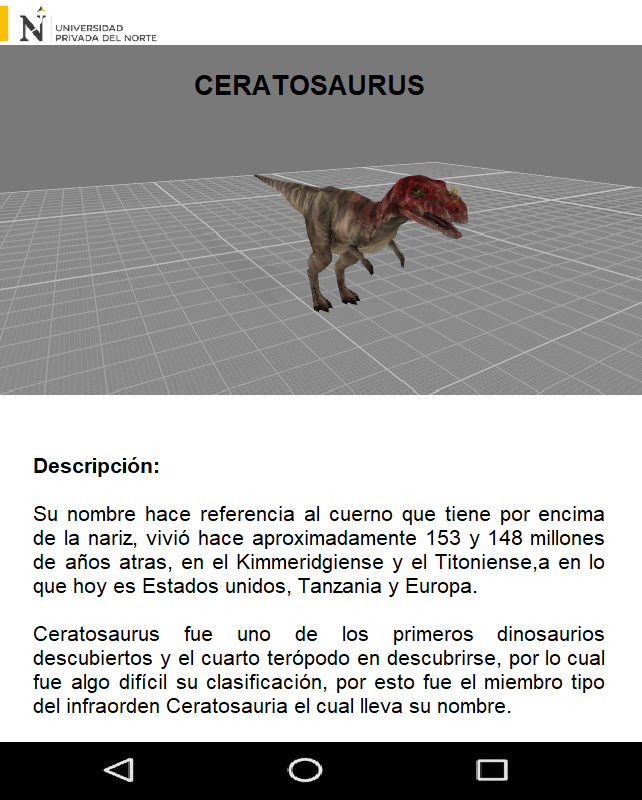 UNIVERSIDAD
PRIVADA DEL NORTE
CERATOSAURUS
Descripción:
Su nombre hace referencia al cuerno que tiene por encima
de la nariz, vivió hace aproximadamente 153 y 148 millones
de años atras, en el Kimmeridgiense y el Titoniense,a en lo
que hoy es Estados unidos, Tanzania y Europa.
Ceratosaurus fue uno de los primeros dinosaurios
descubiertos y el cuarto terópodo en descubrirse, por lo cual
fue algo difícil su clasificación, por esto fue el miembro tipo
del infraorden Ceratosauria el cual lleva su nombre.